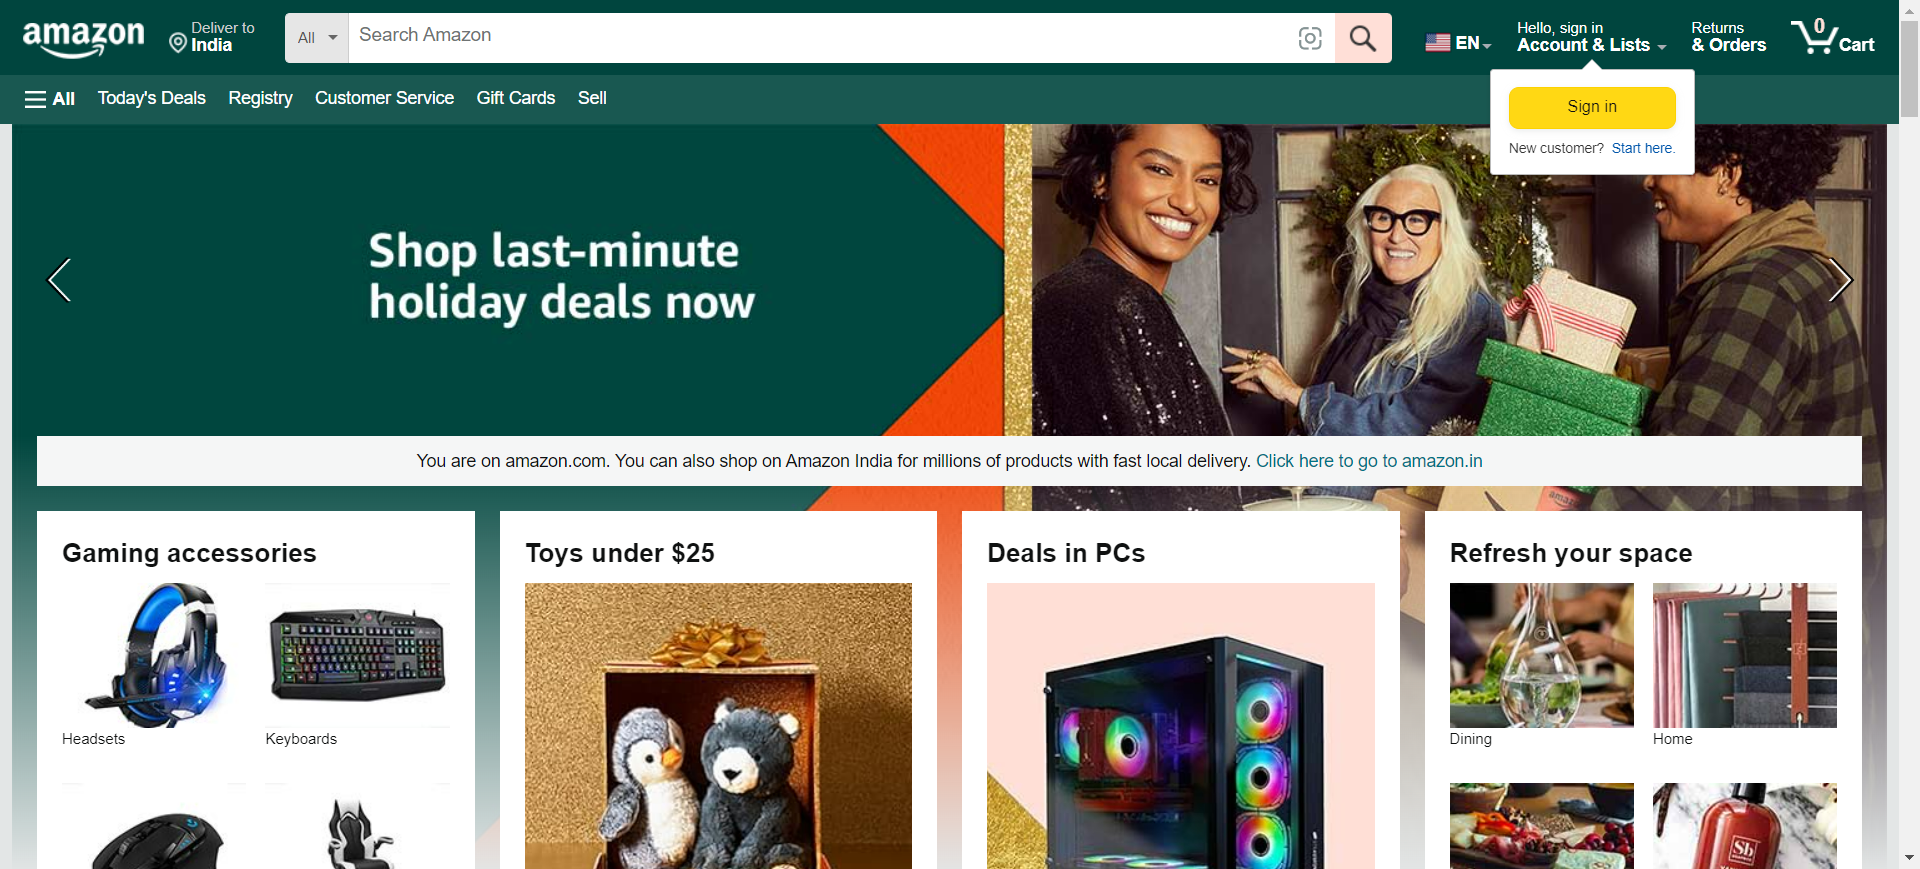 amazon
Deliver to
India
All
Search Amazon
EN
Hello, sign in
Account & Lists
Returns
& Orders
0
Cart
All
Today's Deals
Registry
Customer Service
Gift Cards
Sell
Sign in
New customer? Start here.
Shop last-minute
holiday deals now
You are on amazon.com. You can also shop on Amazon India for millions of products with fast local delivery. Click here to go to amazon.in
amazon
Gaming accessories
Headsets
Keyboards
Toys under $25
Deals in PCs
Refresh your space
Dining
Home
Sb